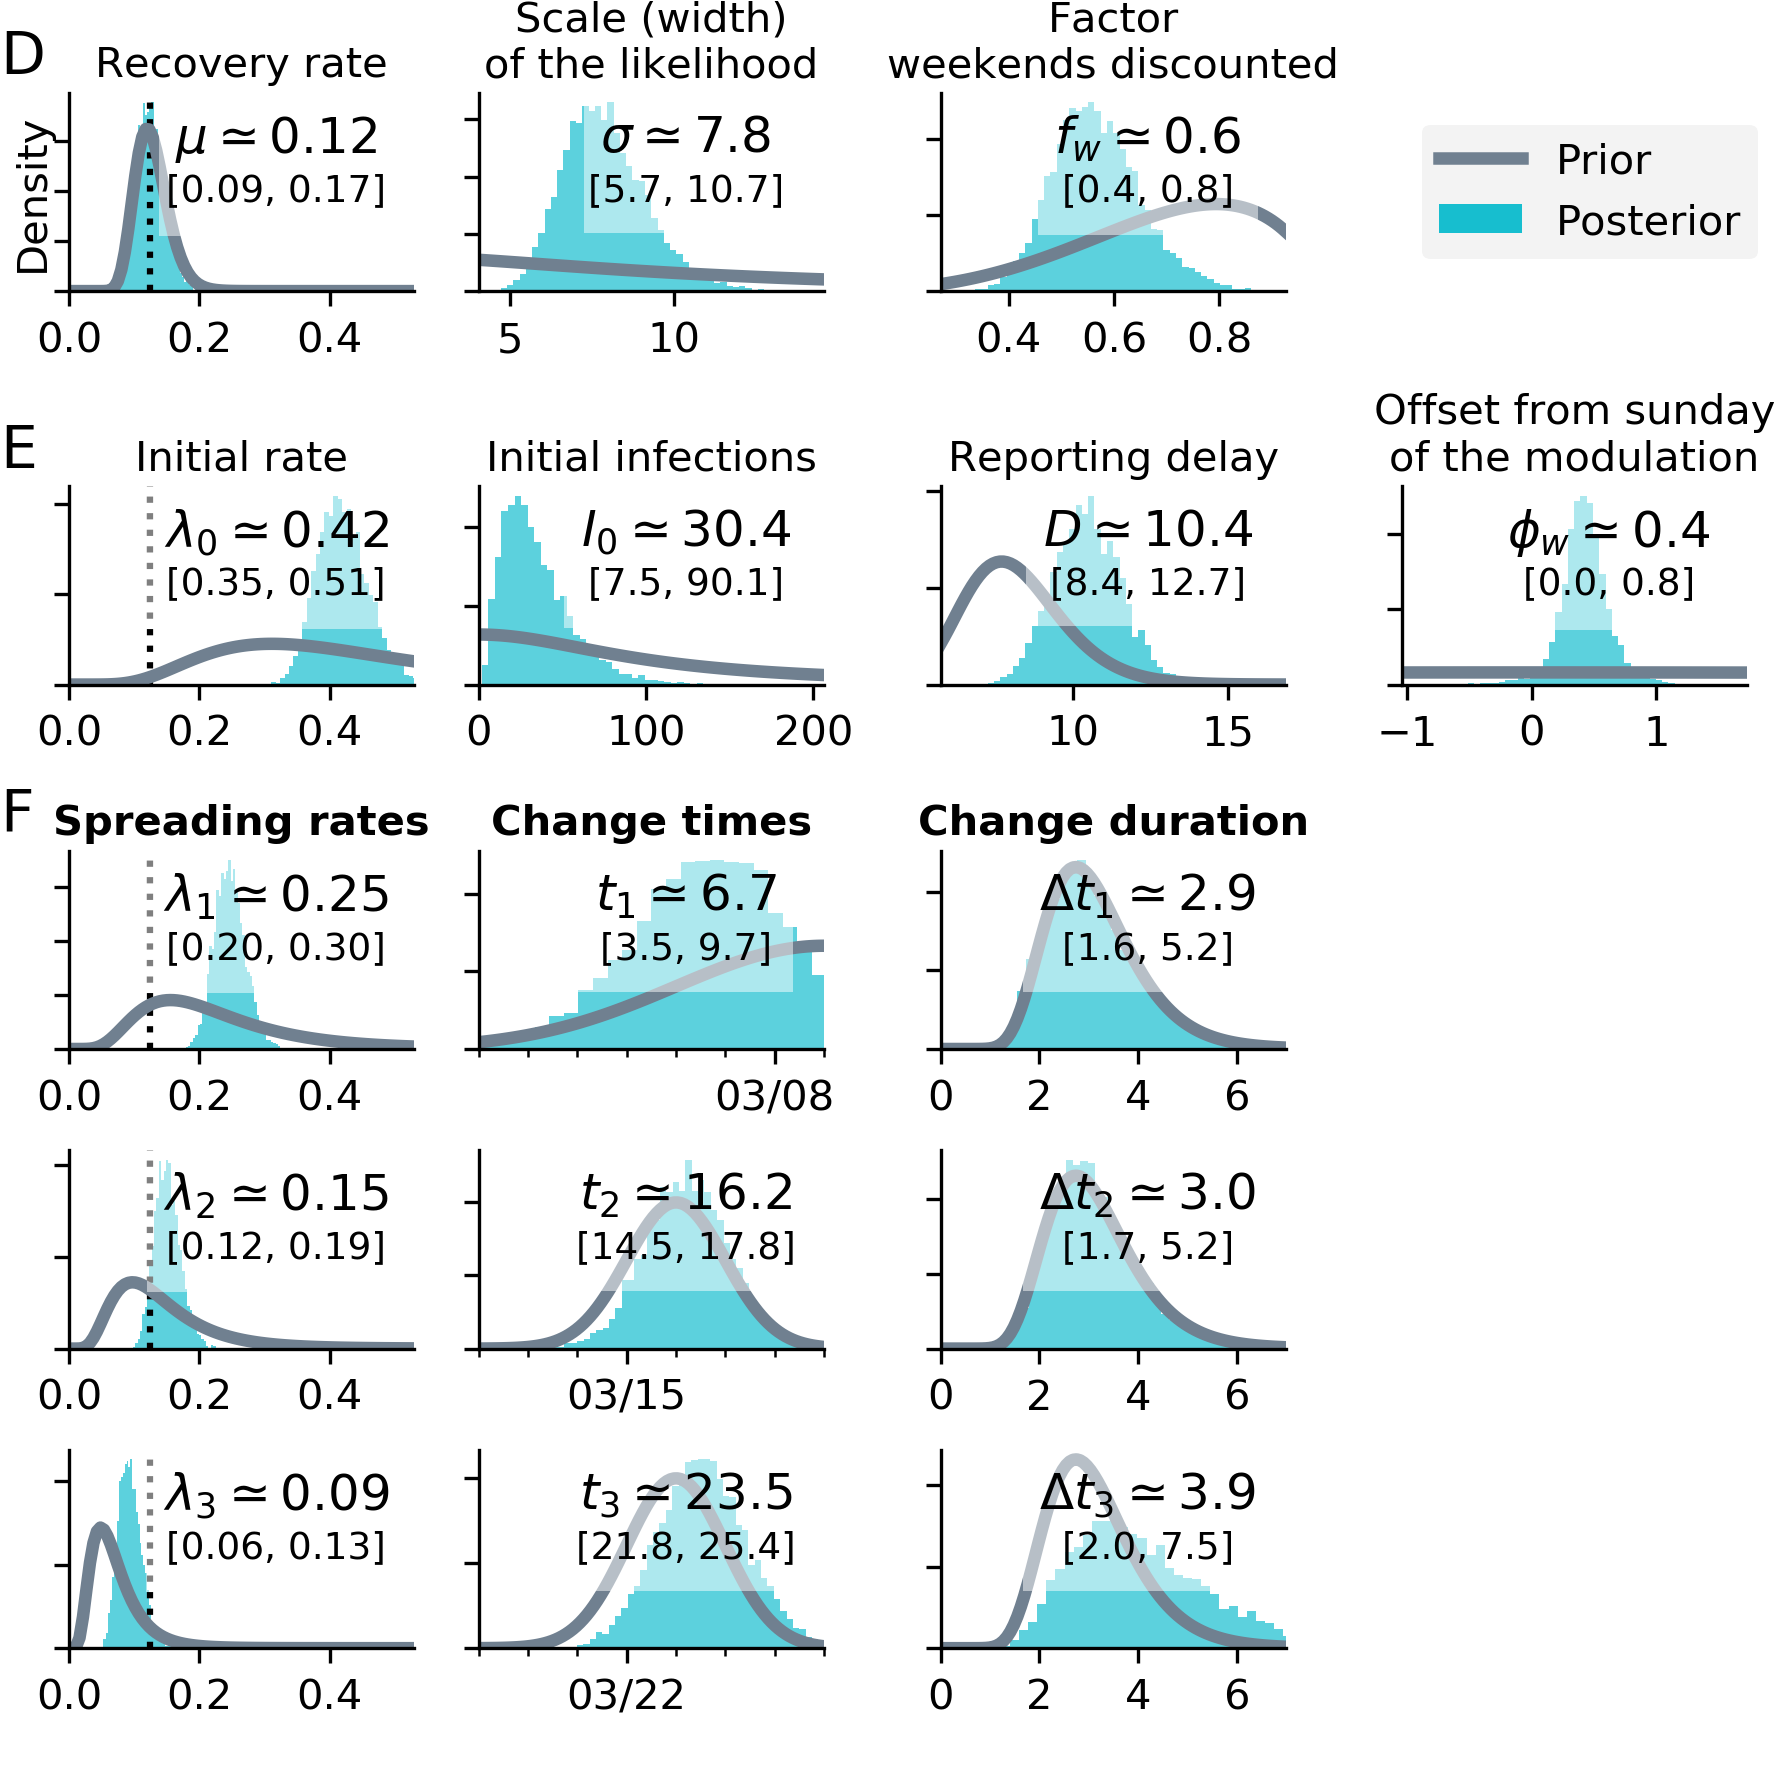 D
Recovery rate
Scale (width)
of the likelihood
Factor
weekends discounted
Density
μ ≃ 0.12
[0.09, 0.17]
σ ≃ 7.8
[5.7, 10.7]
f_w ≃ 0.6
[0.4, 0.8]
Prior
Posterior
0.0 0.2 0.4
5 10
0.4 0.6 0.8
E
Initial rate
Initial infections
Reporting delay
Offset from sunday
of the modulation
λ₀ ≃ 0.42
[0.35, 0.51]
I₀ ≃ 30.4
[7.5, 90.1]
D ≃ 10.4
[8.4, 12.7]
ϕ_w ≃ 0.4
[0.0, 0.8]
0.0 0.2 0.4
0 100 200
10 15
−1 0 1
F
Spreading rates
Change times
Change duration
λ₁ ≃ 0.25
[0.20, 0.30]
t₁ ≃ 6.7
[3.5, 9.7]
Δt₁ ≃ 2.9
[1.6, 5.2]
0.0 0.2 0.4
03/08
0 2 4 6
λ₂ ≃ 0.15
[0.12, 0.19]
t₂ ≃ 16.2
[14.5, 17.8]
Δt₂ ≃ 3.0
[1.7, 5.2]
0.0 0.2 0.4
03/15
0 2 4 6
λ₃ ≃ 0.09
[0.06, 0.13]
t₃ ≃ 23.5
[21.8, 25.4]
Δt₃ ≃ 3.9
[2.0, 7.5]
0.0 0.2 0.4
03/22
0 2 4 6